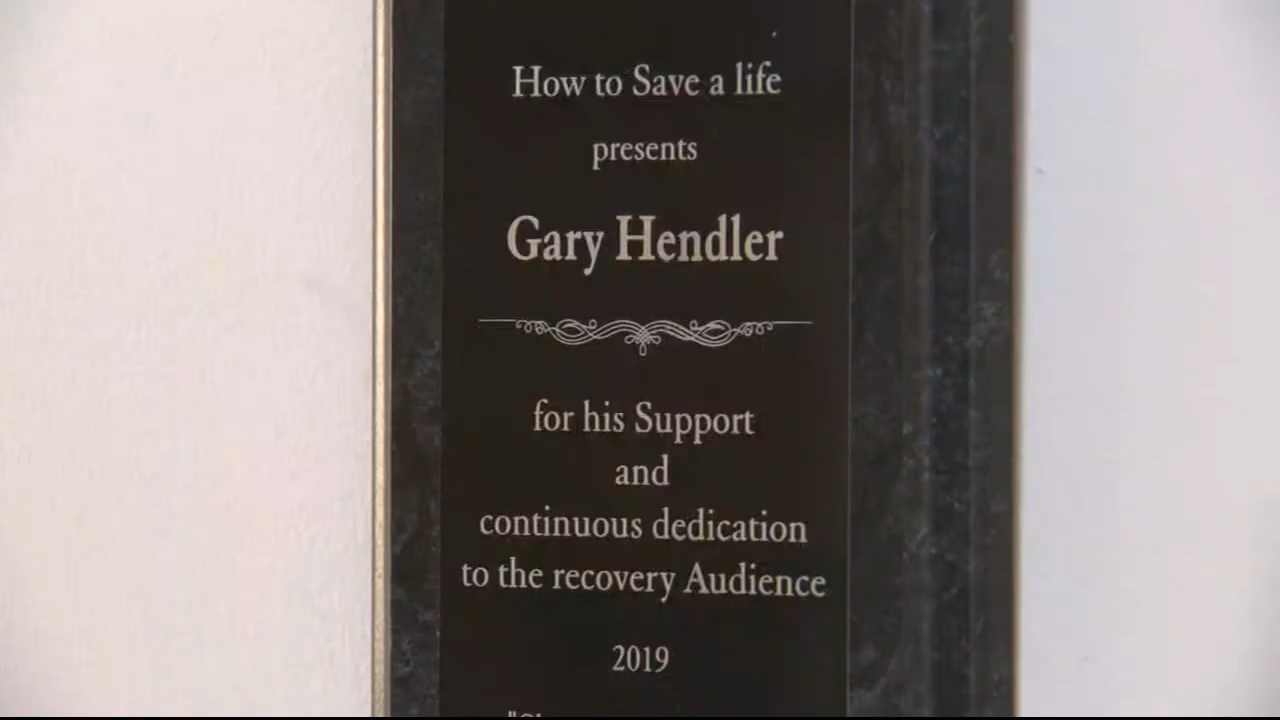 How to Save a life
presents
Gary Hendler
for his Support
and
continuous dedication
to the recovery Audience
2019